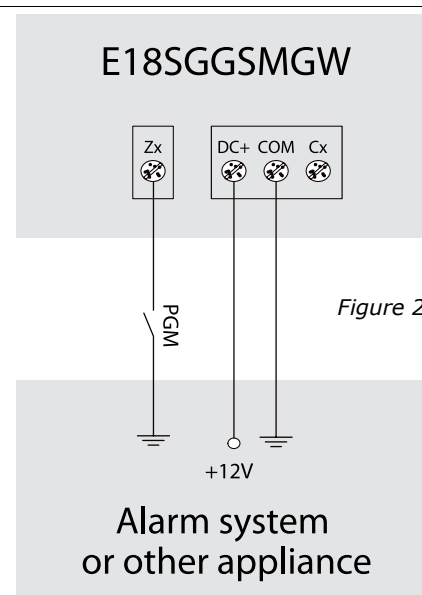 E18SGGSMGW
Zx
DC+ COM Cx
PGM
Figure 2
+12V
Alarm system
or other appliance